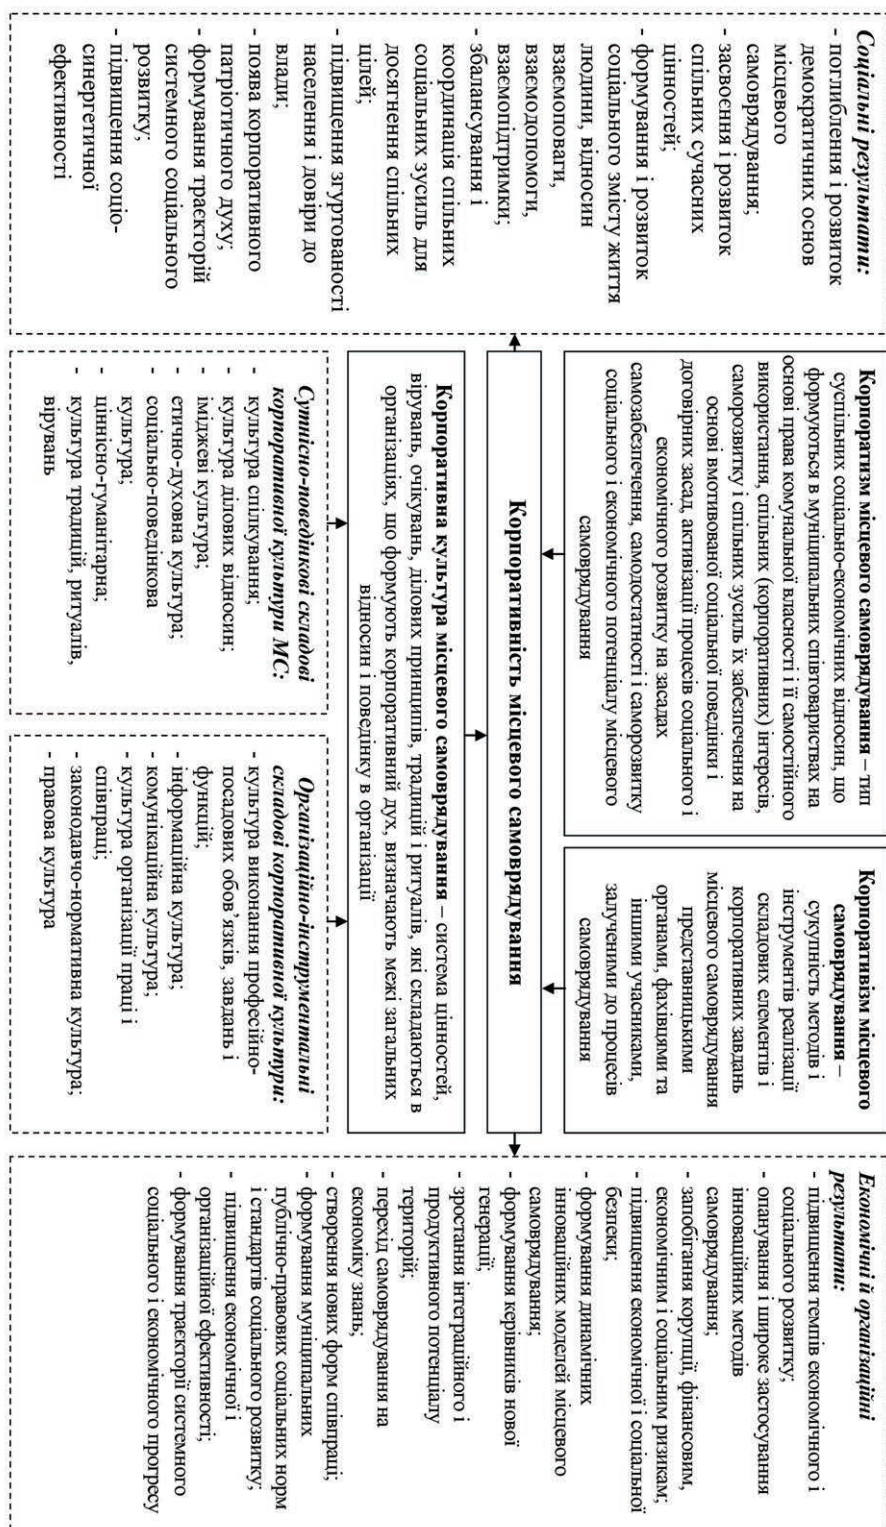 Соціальні результати:
- поглиблення і розвиток
демократичних основ
місцевого
самоврядування;
- засвоєння і розвиток
спільних сучасних
цінностей;
- формування і розвиток
соціального змісту життя
людини, відносин
взаємоповаги,
взаємодопомоги,
взаємопідтримки;
- збалансування і
координація спільних
соціальних зусиль для
досягнення спільних
цілей;
- підвищення згуртованості
населення і довіри до
влади;
- поява корпоративного
патріотичного духу;
- формування траєкторій
системного соціального
розвитку;
- підвищення соціо-
синергетичної
ефективності
Корпоратизм місцевого самоврядування – тип
суспільних соціально-економічних відносин, що
формуються в муніципальних співтовариствах на
основі права комунальної власності і її самостійного
використання, спільних (корпоративних) інтересів,
саморозвитку і спільних зусиль їх забезпечення на
основі вмотивованої соціальної поведінки і
договірних засад, активізації процесів соціального і
економічного розвитку на засадах
самозабезпечення, самодостатності і саморозвитку
соціального і економічного потенціалу місцевого
самоврядування
Корпоративізм місцевого
самоврядування –
сукупність методів і
інструментів реалізації
складових елементів і
корпоративних завдань
місцевого самоврядування
представницькими
органами, фахівцями та
іншими учасниками,
залученими до процесів
самоврядування
Корпоративність місцевого самоврядування
Корпоративна культура місцевого самоврядування – система цінностей,
вірувань, очікувань, ділових принципів, традицій і ритуалів, які складаються в
організаціях, що формують корпоративний дух, визначають межі загальних
відносин і поведінку в організації
Сутнісно-поведінкові складові
корпоративної культури МС:
- культура спілкування;
- культура ділових відносин;
- іміджеві культура;
- етично-духовна культура;
- соціально-поведінкова
культура;
- ціннісно-гуманітарна;
- культура традицій, ритуалів,
вірувань
Організаційно-інструментальні
складові корпоративної культури:
- культура виконання професійно-
посадових обов’язків, завдань і
функцій;
- інформаційна культура;
- комунікаційна культура;
- культура організації праці і
співпраці;
- законодавчо-нормативна культура;
- правова культура
Економічні й організаційні
результати:
- підвищення темпів економічного і
соціального розвитку;
- опанування і широке застосування
інноваційних методів
самоврядування;
- запобігання корупції, фінансовим,
економічним і соціальним ризикам;
- підвищення економічної і соціальної
безпеки;
- формування динамічних
інноваційних моделей місцевого
самоврядування;
- формування керівників нової
генерації;
- зростання інтеграційного і
продуктивного потенціалу
територій;
- перехід самоврядування на
економіку знань;
- створення нових форм співпраці;
- формування муніципальних
публічно-правових соціальних норм
і стандартів соціального розвитку;
- підвищення економічної і
організаційної ефективності;
- формування траєкторії системного
соціального і економічного прогресу